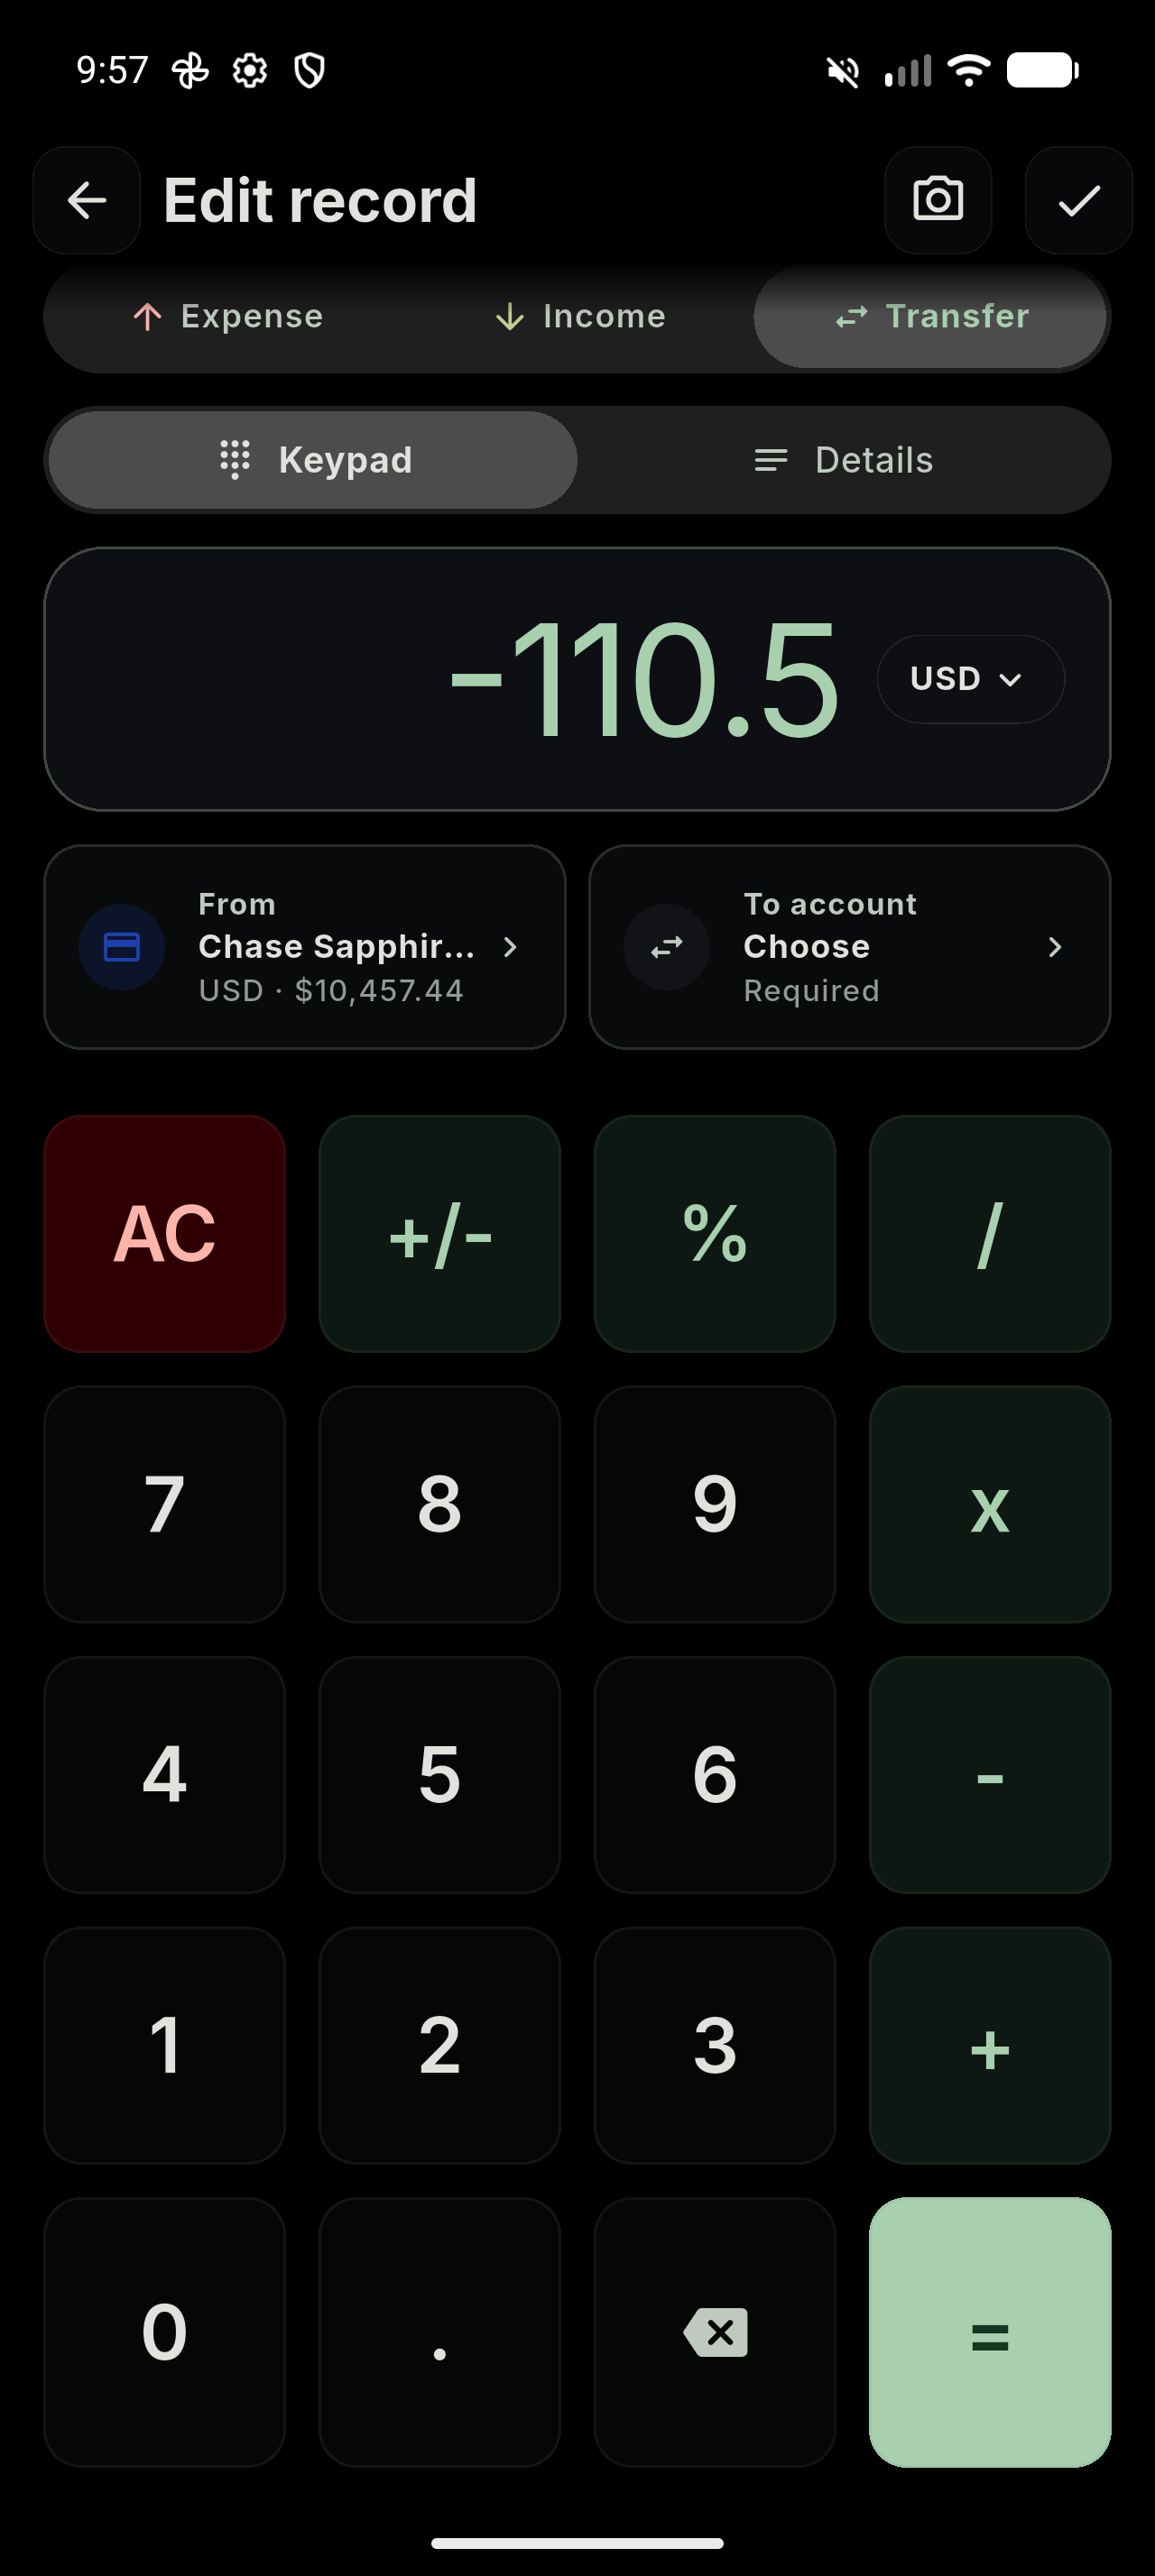 9:57
Edit record
Expense
Income
Transfer
Keypad
Details
-110.5
USD
From
Chase Sapphir...
USD · $10,457.44
To account
Choose
Required
AC
+/-
%
/
7
8
9
x
4
5
6
-
1
2
3
+
0
.
=